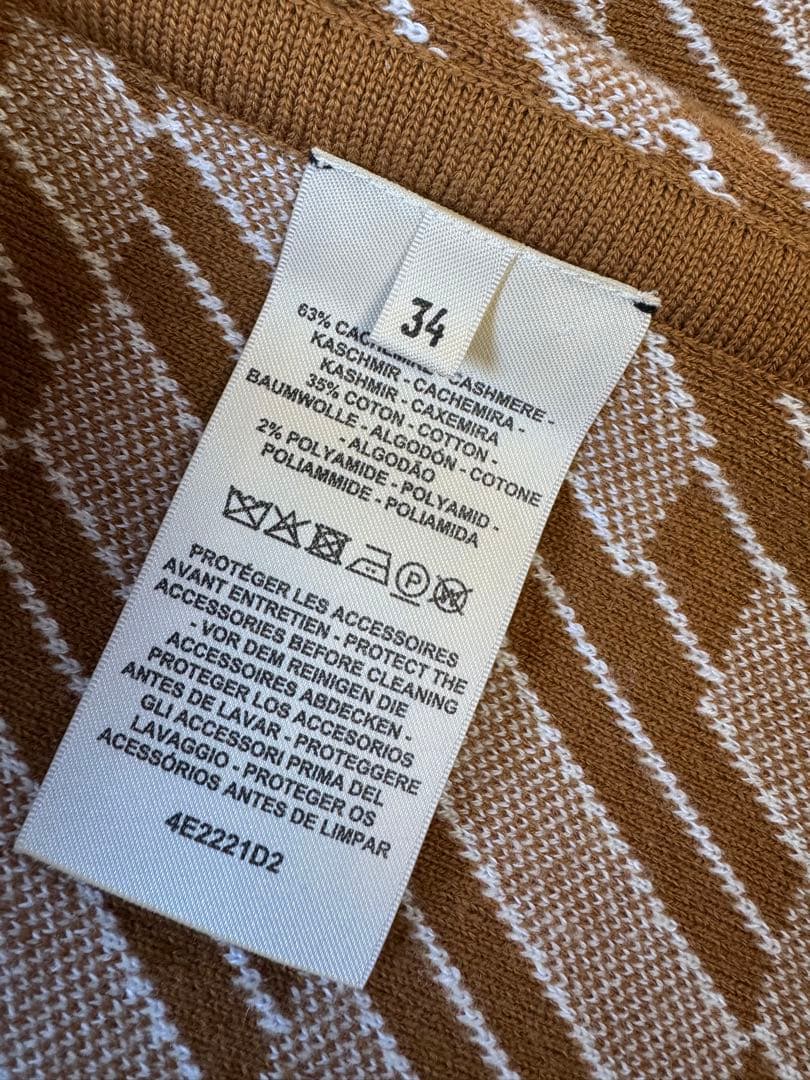 34
63% CASHMERE -
KASCHMIR - CACHEMIRA -
KASHMIR - CAXEMIRA
35% COTON - COTTON -
BAUMWOLLE - ALGODÓN - COTONE
- ALGODÃO
2% POLYAMIDE - POLYAMID -
POLIAMMIDE - POLIAMIDA
P
PROTÉGER LES ACCESSOIRES
AVANT ENTRETIEN - PROTECT THE
ACCESSORIES BEFORE CLEANING
- VOR DEM REINIGEN DIE
ACCESSOIRES ABDECKEN -
PROTEGER LOS ACCESORIOS
ANTES DE LAVAR - PROTEGGERE
GLI ACCESSORI PRIMA DEL
LAVAGGIO - PROTEGER OS
ACESSÓRIOS ANTES DE LIMPAR
4E2221D2